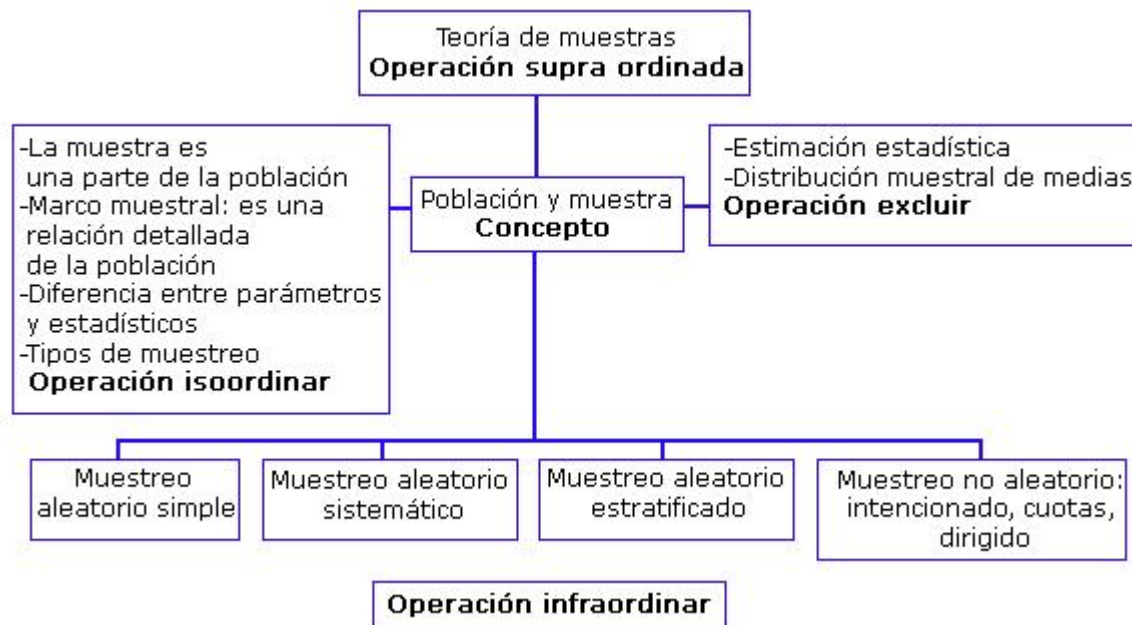 Teoría de muestras
Operación supra ordinada
-La muestra es
una parte de la población
-Marco muestral: es una
relación detallada
de la población
-Diferencia entre parámetros
y estadísticos
-Tipos de muestreo
Operación isoordinar
Población y muestra
Concepto
-Estimación estadística
-Distribución muestral de medias
Operación excluir
Muestreo
aleatorio simple
Muestreo aleatorio
sistemático
Muestreo aleatorio
estratificado
Muestreo no aleatorio:
intencionado, cuotas,
dirigido
Operación infraordinar